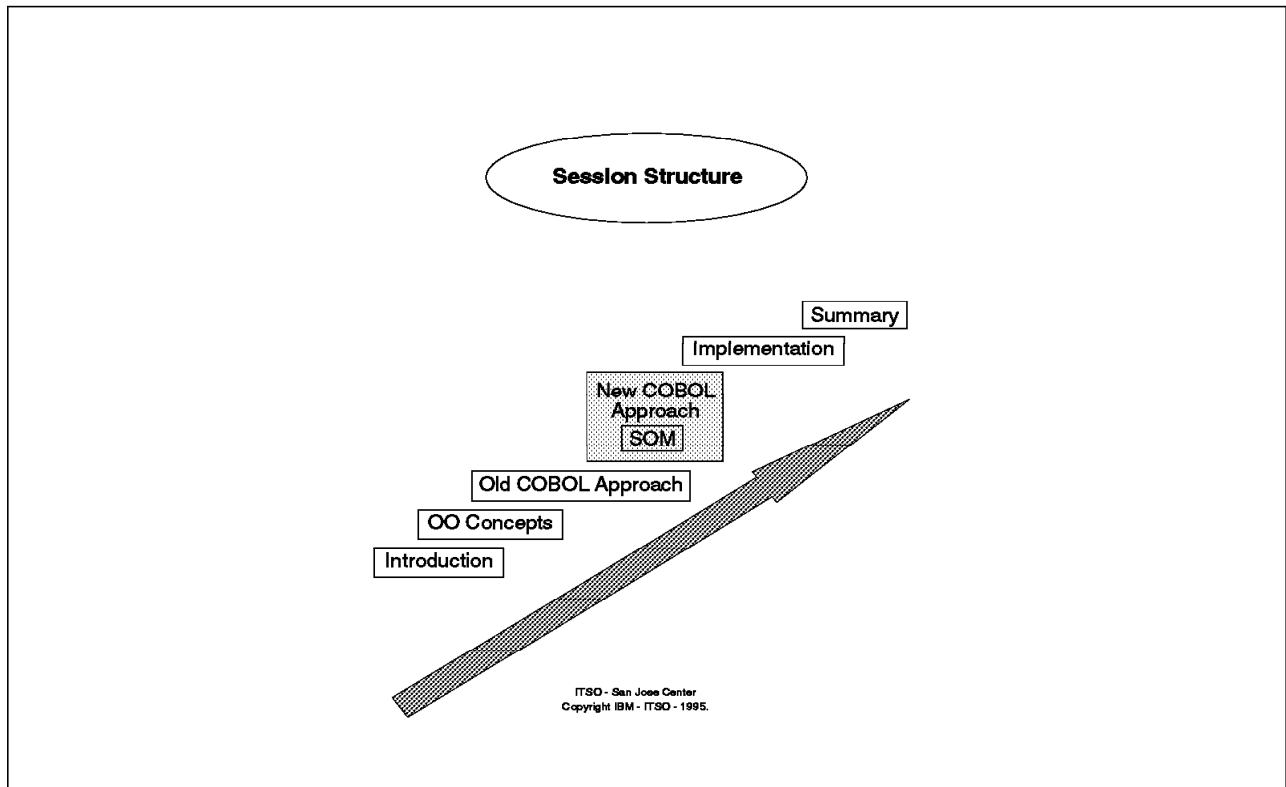 Session Structure
Summary
Implementation
New COBOL
Approach
SOM
Old COBOL Approach
OO Concepts
Introduction
ITSO - San Jose Center
Copyright IBM - ITSO - 1995.